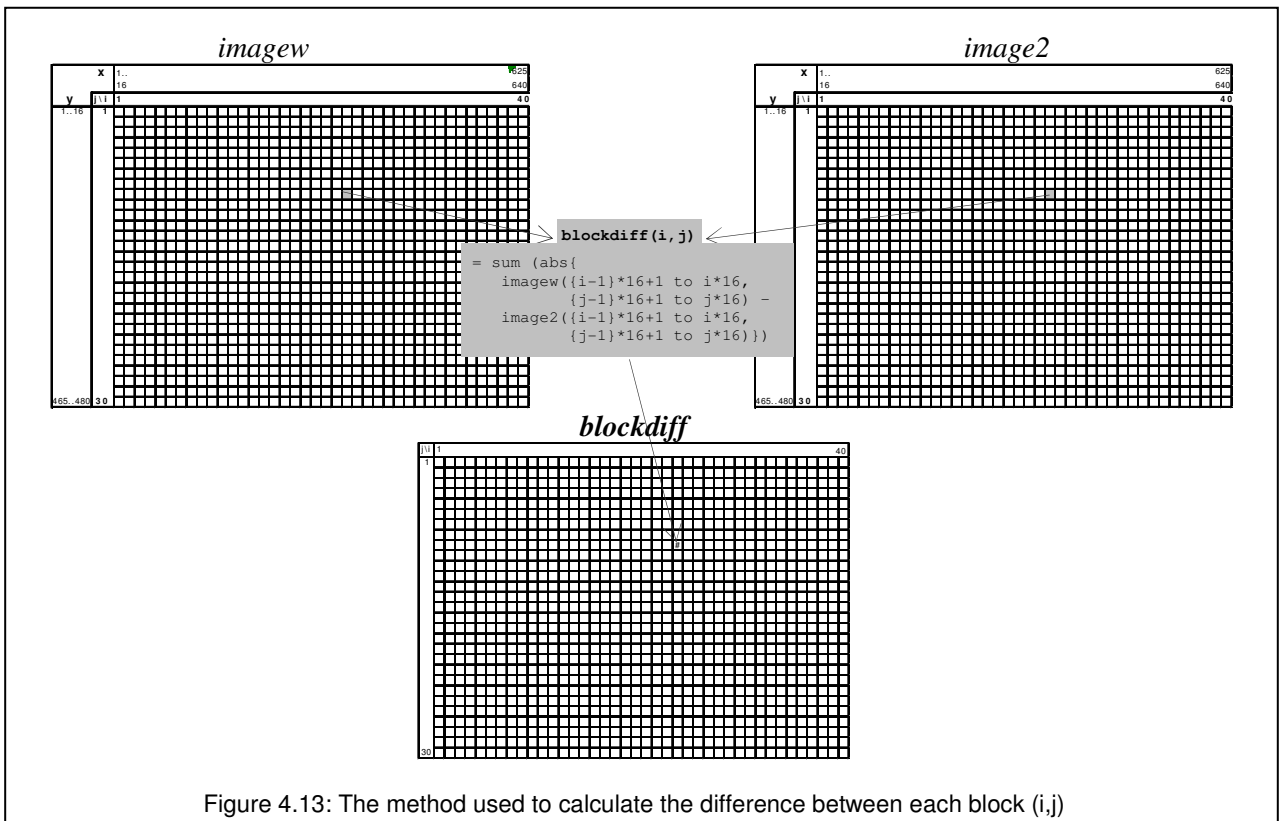 imagew
x 1.. 625
16 640
y j\i 1 40
1..16 1
465..480 30
image2
x 1.. 625
16 640
y j\i 1 40
1..16 1
465..480 30
blockdiff(i,j)
= sum (abs{
imagew({i-1}*16+1 to i*16,
{j-1}*16+1 to j*16) -
image2({i-1}*16+1 to i*16,
{j-1}*16+1 to j*16)})
blockdiff
j\i 1 40
1
#
30
Figure 4.13: The method used to calculate the difference between each block (i,j)